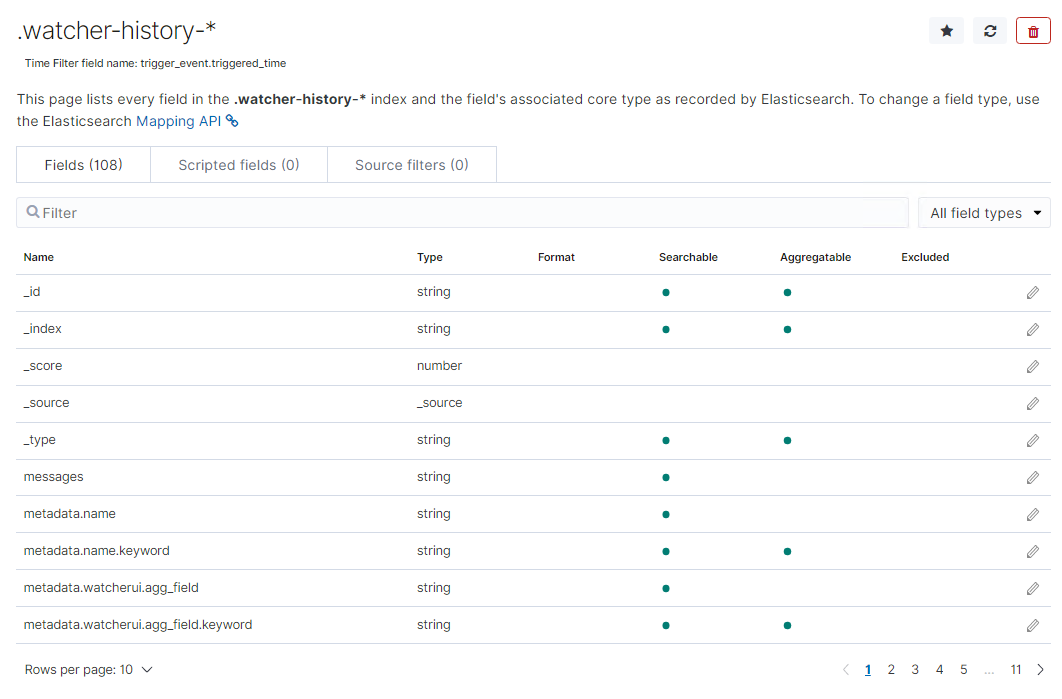 .watcher-history-*
Time Filter field name: trigger_event.triggered_time
This page lists every field in the .watcher-history-* index and the field's associated core type as recorded by Elasticsearch. To change a field type, use
the Elasticsearch Mapping API
Fields (108) Scripted fields (0) Source filters (0)
Filter All field types
Name Type Format Searchable Aggregatable Excluded
_id string
_index string
_score number
_source _source
_type string
messages string
metadata.name string
metadata.name.keyword string
metadata.watcherui.agg_field string
metadata.watcherui.agg_field.keyword string
Rows per page: 10 1 2 3 4 5 ... 11